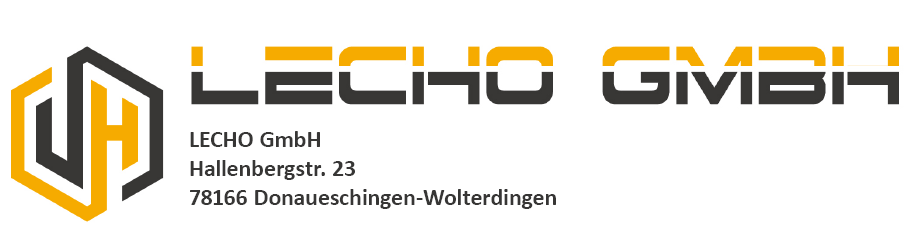 LECHO GMBH
LECHO GmbH
Hallenbergstr. 23
78166 Donaueschingen-Wolterdingen